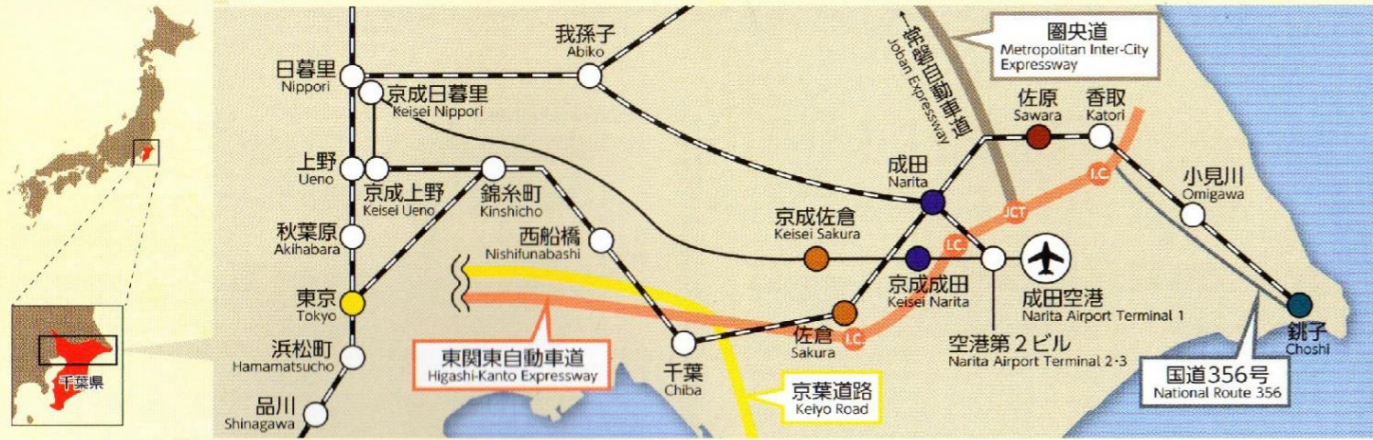 千葉県
日暮里
Nippori
京成日暮里
Keisei Nippori
我孫子
Abiko
常磐自動車道
Joban Expressway
圏央道
Metropolitan Inter-City
Expressway
佐原
Sawara
香取
Katori
上野
Ueno
京成上野
Keisei Ueno
錦糸町
Kinshicho
成田
Narita
小見川
Omigawa
I.C.
JCT
秋葉原
Akihabara
西船橋
Nishifunabashi
京成佐倉
Keisei Sakura
I.C.
京成成田
Keisei Narita
成田空港
Narita Airport Terminal 1
東京
Tokyo
佐倉
Sakura
I.C.
空港第2ビル
Narita Airport Terminal 2・3
銚子
Choshi
浜松町
Hamamatsucho
東関東自動車道
Higashi-Kanto Expressway
千葉
Chiba
京葉道路
Keiyo Road
国道356号
National Route 356
品川
Shinagawa